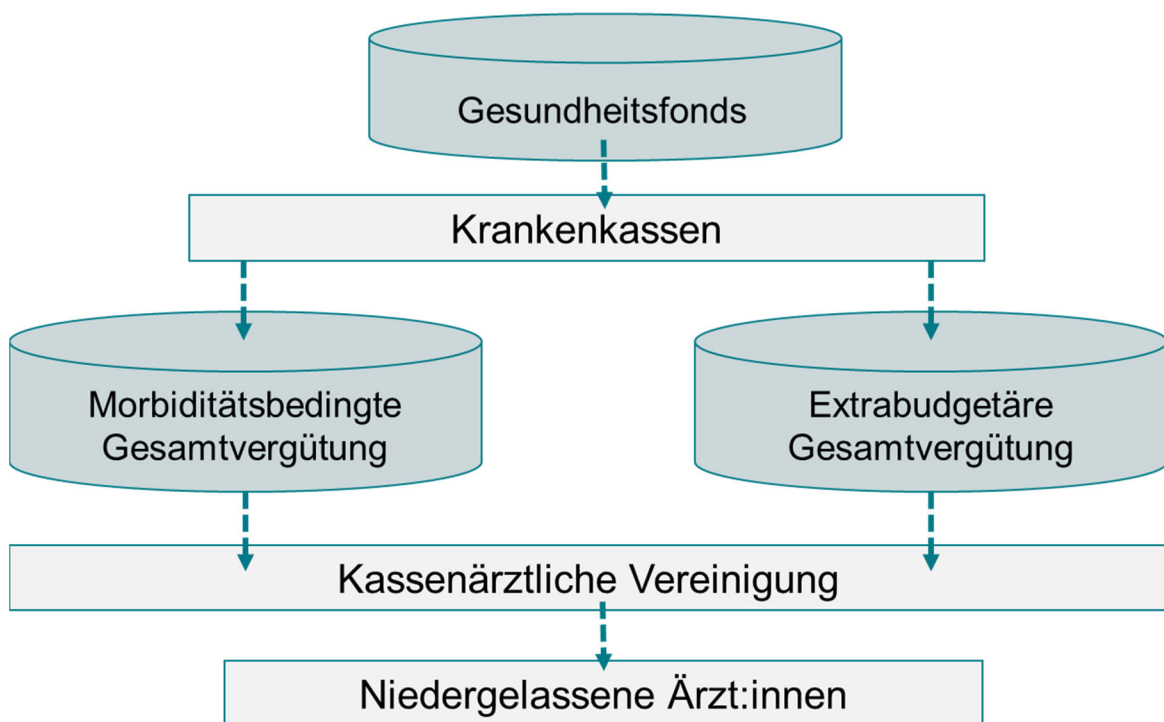 Gesundheitsfonds
Krankenkassen
Morbiditätsbedingte
Gesamtvergütung
Extrabudgetäre
Gesamtvergütung
Kassenärztliche Vereinigung
Niedergelassene Ärzt:innen